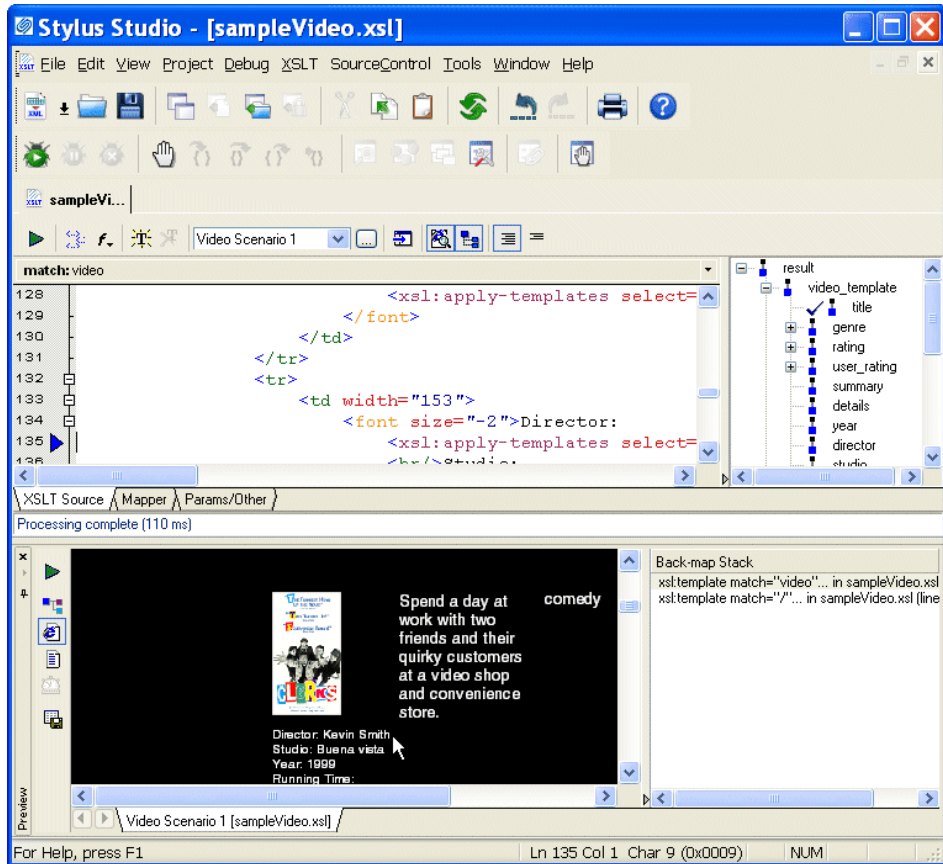 Stylus Studio - [sampleVideo.xsl]
File Edit View Project Debug XSLT SourceControl Tools Window Help
sampleVi...
Video Scenario 1
match: video
128 <xsl:apply-templates select=
129 </font>
130 </td>
131 </tr>
132 <tr>
133 <td width="153">
134 <font size="-2">Director:
135 <xsl:apply-templates select=
136 <br/>Studio:
result
video_template
title
genre
rating
user_rating
summary
details
year
director
studio
XSLT Source Mapper Params/Other
Processing complete (110 ms)
Preview
CLERKS
Spend a day at
work with two
friends and their
quirky customers
at a video shop
and convenience
store.
comedy
Director: Kevin Smith
Studio: Buena vista
Year: 1999
Running Time:
Back-map Stack
xsl:template match="video"... in sampleVideo.xsl
xsl:template match="/"... in sampleVideo.xsl (line
Video Scenario 1 [sampleVideo.xsl]
For Help, press F1
Ln 135 Col 1 Char 9 (0x0009)
NUM